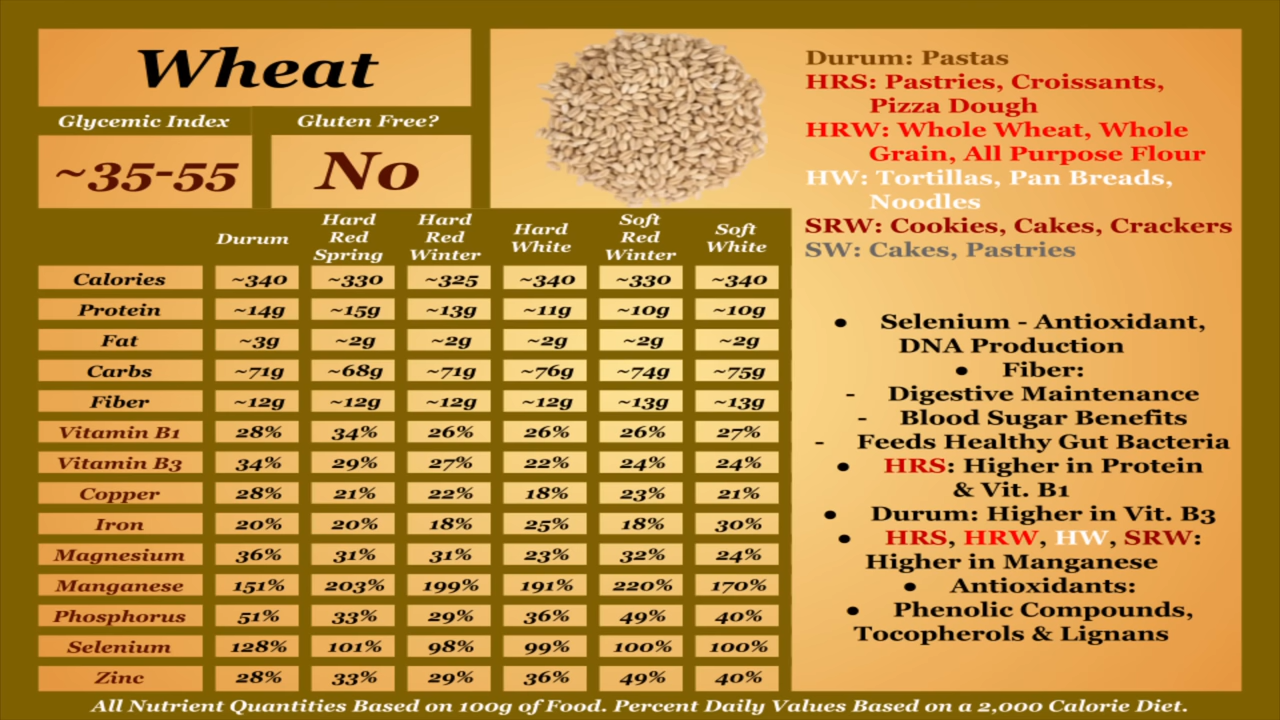 Wheat
Glycemic Index
Gluten Free?
~35-55
No
Durum: Pastas
HRS: Pastries, Croissants,
Pizza Dough
HRW: Whole Wheat, Whole
Grain, All Purpose Flour
HW: Tortillas, Pan Breads,
Noodles
SRW: Cookies, Cakes, Crackers
SW: Cakes, Pastries
Durum Hard Red Spring Hard Red Winter Hard White Soft Red Winter Soft White
Calories ~340 ~330 ~325 ~340 ~330 ~340
Protein ~14g ~15g ~13g ~11g ~10g ~10g
Fat ~3g ~2g ~2g ~2g ~2g ~2g
Carbs ~71g ~68g ~71g ~76g ~74g ~75g
Fiber ~12g ~12g ~12g ~12g ~13g ~13g
Vitamin B1 28% 34% 26% 26% 26% 27%
Vitamin B3 34% 29% 27% 22% 24% 24%
Copper 28% 21% 22% 18% 23% 21%
Iron 20% 20% 18% 25% 18% 30%
Magnesium 36% 31% 31% 23% 32% 24%
Manganese 151% 203% 199% 191% 220% 170%
Phosphorus 51% 33% 29% 36% 49% 40%
Selenium 128% 101% 98% 99% 100% 100%
Zinc 28% 33% 29% 36% 49% 40%
● Selenium - Antioxidant,
DNA Production
● Fiber:
- Digestive Maintenance
- Blood Sugar Benefits
- Feeds Healthy Gut Bacteria
● HRS: Higher in Protein
& Vit. B1
● Durum: Higher in Vit. B3
● HRS, HRW, HW, SRW:
Higher in Manganese
● Antioxidants:
● Phenolic Compounds,
Tocopherols & Lignans
All Nutrient Quantities Based on 100g of Food. Percent Daily Values Based on a 2,000 Calorie Diet.